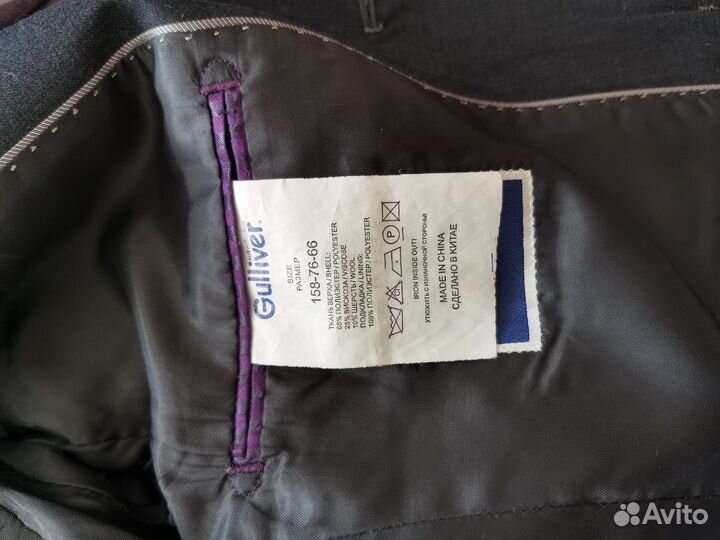 Gulliver®
SIZE
РАЗМЕР
158-76-66
ТКАНЬ ВЕРХА / SHELL:
65% ПОЛИЭСТЕР/POLYESTER
25% ВИСКОЗА/VISCOSE
10% ШЕРСТЬ / WOOL
ПОДКЛАДКА / LINING:
100% ПОЛИЭСТЕР / POLYESTER
P
IRON INSIDE OUT!
УТЮЖИТЬ С ИЗНАНОЧНОЙ СТОРОНЫ
MADE IN CHINA
СДЕЛАНО В КИТАЕ
Avito